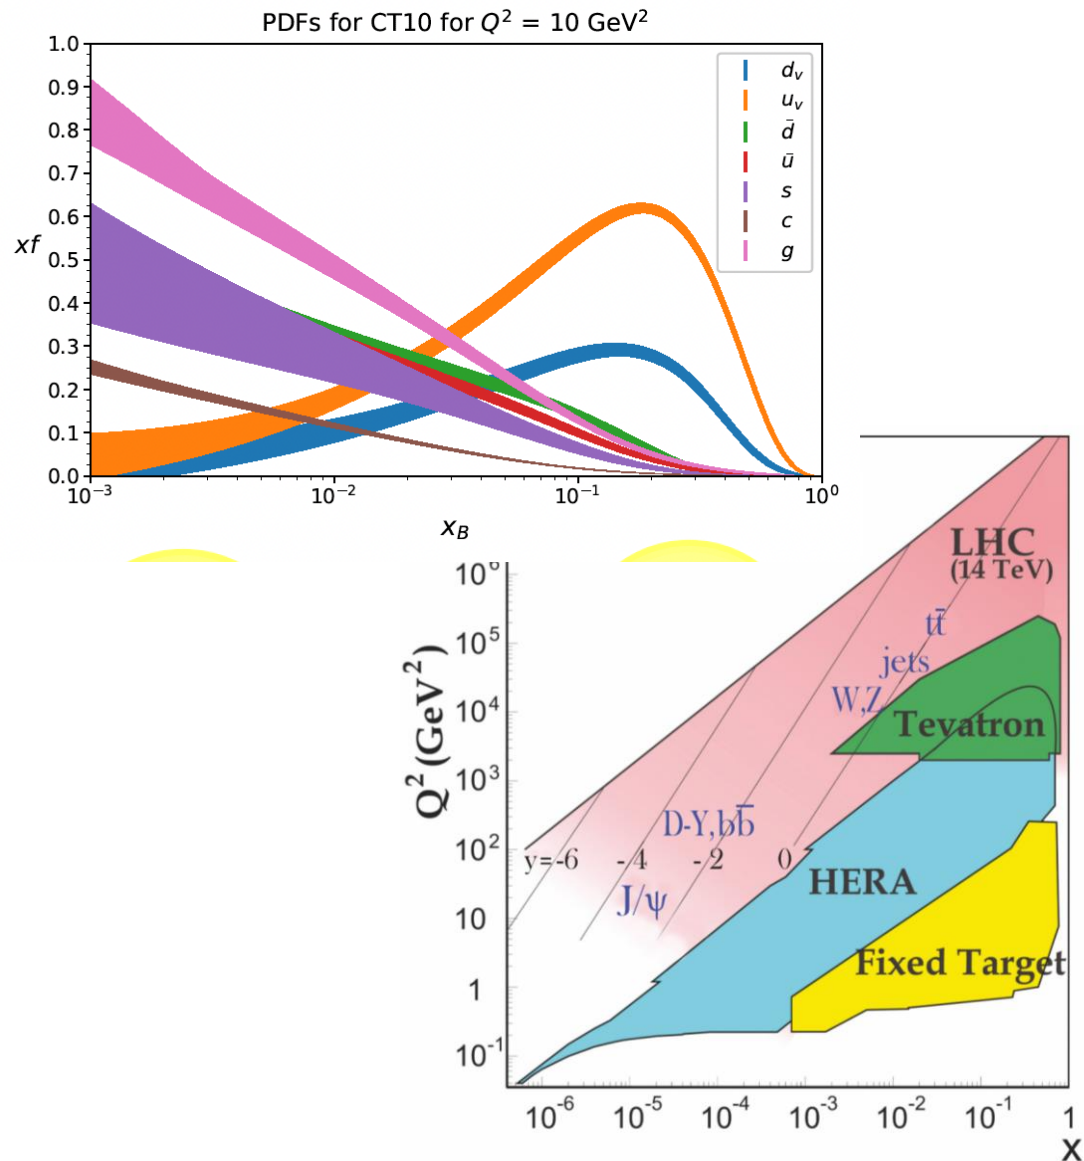 PDFs for CT10 for Q² = 10 GeV²
1.0
0.9
0.8
0.7
0.6
0.5
0.4
0.3
0.2
0.1
0.0
xf
d_v
u_v
d̄
ū
s
c
g
10⁻³
10⁻²
10⁻¹
10⁰
x_B
LHC
(14 TeV)
tt̄
jets
W,Z
Tevatron
D-Y,bb̅
y=-6
-4
-2
0
J/ψ
HERA
Fixed Target
Q² (GeV²)
10⁶
10⁵
10⁴
10³
10²
10
1
10⁻¹
10⁻⁶
10⁻⁵
10⁻⁴
10⁻³
10⁻²
10⁻¹
1
x